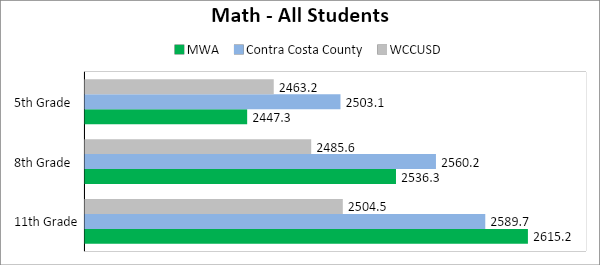 Math - All Students
MWA Contra Costa County WCCUSD
5th Grade
2463.2
2503.1
2447.3
8th Grade
2485.6
2560.2
2536.3
11th Grade
2504.5
2589.7
2615.2